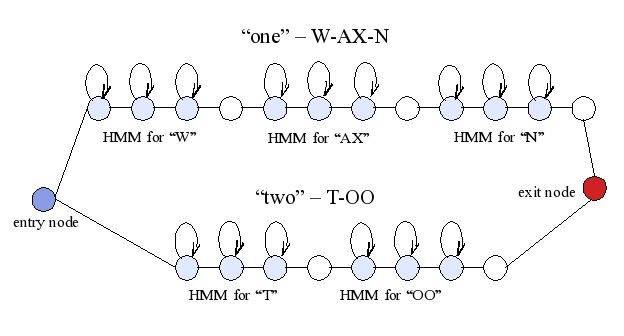 “one” – W-AX-N
HMM for “W”
HMM for “AX”
HMM for “N”
“two” – T-OO
exit node
entry node
HMM for “T”
HMM for “OO”